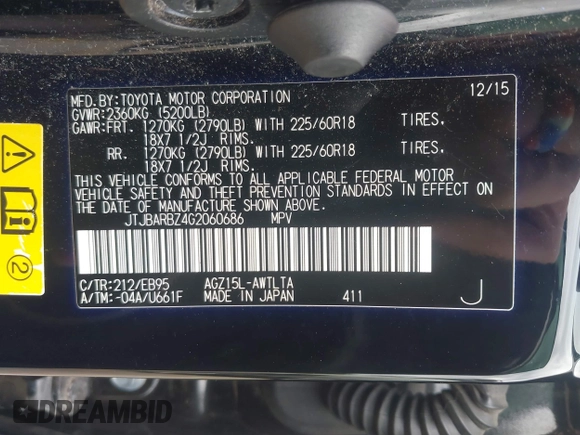 MFD.BY:TOYOTA MOTOR CORPORATION 12/15
GVWR:2360KG (5200LB)
GAWR:FRT. 1270KG (2790LB) WITH 225/60R18 TIRES,
18X7 1/2J RIMS.
RR. 1270KG (2790LB) WITH 225/60R18 TIRES,
18X7 1/2J RIMS.
THIS VEHICLE CONFORMS TO ALL APPLICABLE FEDERAL MOTOR
VEHICLE SAFETY AND THEFT PREVENTION STANDARDS IN EFFECT ON
THE DATE OF MANUFACTURE SHOWN ABOVE.
JTJBARBZ4G2060686 MPV
C/TR:212/EB95 AGZ15L-AWTLTA
A/TM:-04A/U661F MADE IN JAPAN 411 J
2
DREAMBID